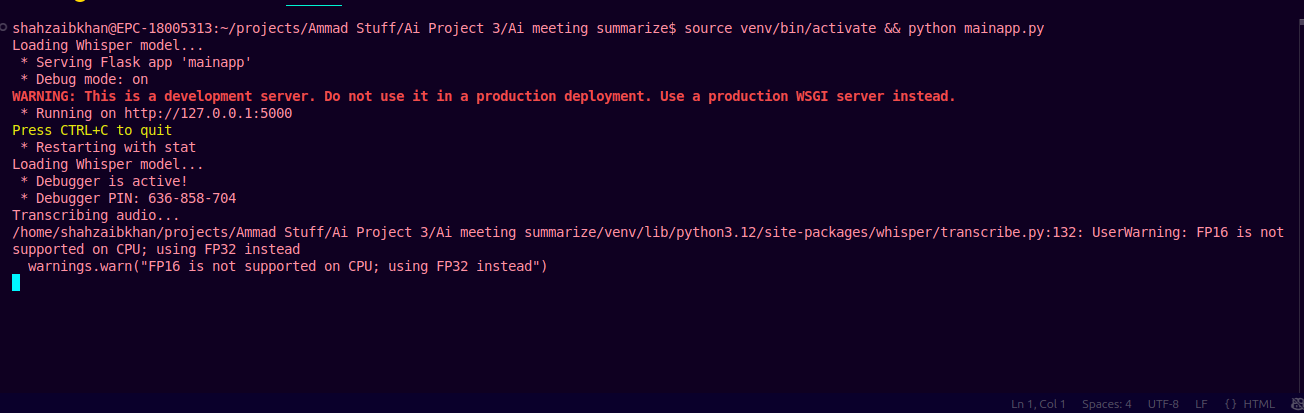 shahzaibkhan@EPC-18005313:~/projects/Ammad Stuff/Ai Project 3/Ai meeting summarize$ source venv/bin/activate && python mainapp.py
Loading Whisper model...
 * Serving Flask app 'mainapp'
 * Debug mode: on
WARNING: This is a development server. Do not use it in a production deployment. Use a production WSGI server instead.
 * Running on http://127.0.0.1:5000
Press CTRL+C to quit
 * Restarting with stat
Loading Whisper model...
 * Debugger is active!
 * Debugger PIN: 636-858-704
Transcribing audio...
/home/shahzaibkhan/projects/Ammad Stuff/Ai Project 3/Ai meeting summarize/venv/lib/python3.12/site-packages/whisper/transcribe.py:132: UserWarning: FP16 is not
supported on CPU; using FP32 instead
  warnings.warn("FP16 is not supported on CPU; using FP32 instead")
Ln 1, Col 1 Spaces: 4 UTF-8 LF {} HTML